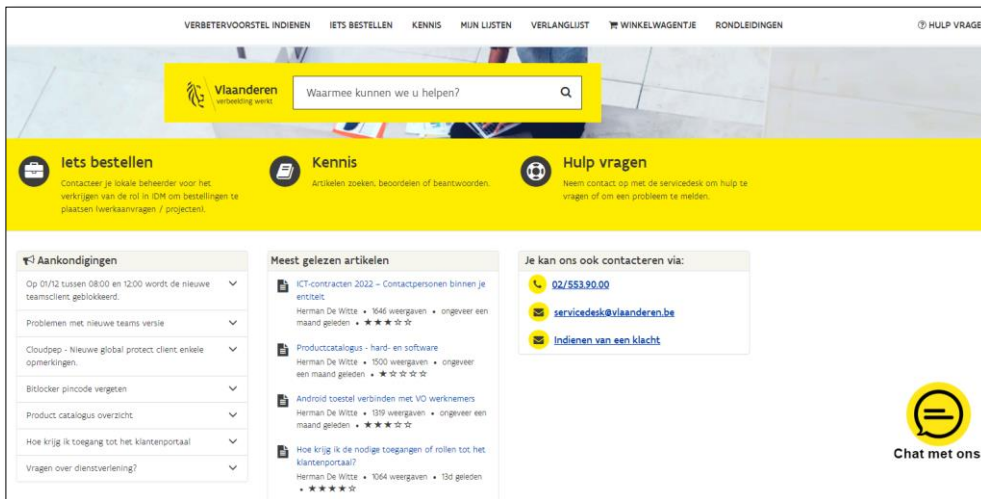 VERBETERVOORSTEL INDIENEN IETS BESTELLEN KENNIS MIJN LIJSTEN VERLANGLIJST WINKELWAGENTJE RONDLEIDINGEN HULP VRAGE
Vlaanderen
verbeelding werkt
Waarmee kunnen we u helpen?
Iets bestellen
Contacteer je lokale beheerder voor het
verkrijgen van de rol in IDM om bestellingen te
plaatsen (werkaanvragen / projecten).
Kennis
Artikelen zoeken, beoordelen of beantwoorden.
Hulp vragen
Neem contact op met de servicedesk om hulp te
vragen of om een probleem te melden.
Aankondigingen
Op 01/12 tussen 08:00 en 12:00 wordt de nieuwe
teamsclient geblokkeerd.
Problemen met nieuwe teams versie
Cloudpep - Nieuwe global protect client enkele
opmerkingen.
Bitlocker pincode vergeten
Product catalogus overzicht
Hoe krijg ik toegang tot het klantenportaal
Vragen over dienstverlening?
Meest gelezen artikelen
ICT-contracten 2022 – Contactpersonen binnen je
entiteit
Herman De Witte • 1646 weergaven • ongeveer een
maand geleden • ★★★☆☆
Productcatalogus - hard- en software
Herman De Witte • 1500 weergaven • ongeveer
een maand geleden • ★☆☆☆☆
Android toestel verbinden met VO werknemers
Herman De Witte • 1319 weergaven • ongeveer een
maand geleden • ★★★☆☆
Hoe krijg ik de nodige toegangen of rollen tot het
klantenportaal?
Herman De Witte • 1064 weergaven • 13d geleden
• ★★★★☆
Je kan ons ook contacteren via:
02/553.90.00
servicedesk@vlaanderen.be
Indienen van een klacht
Chat met ons